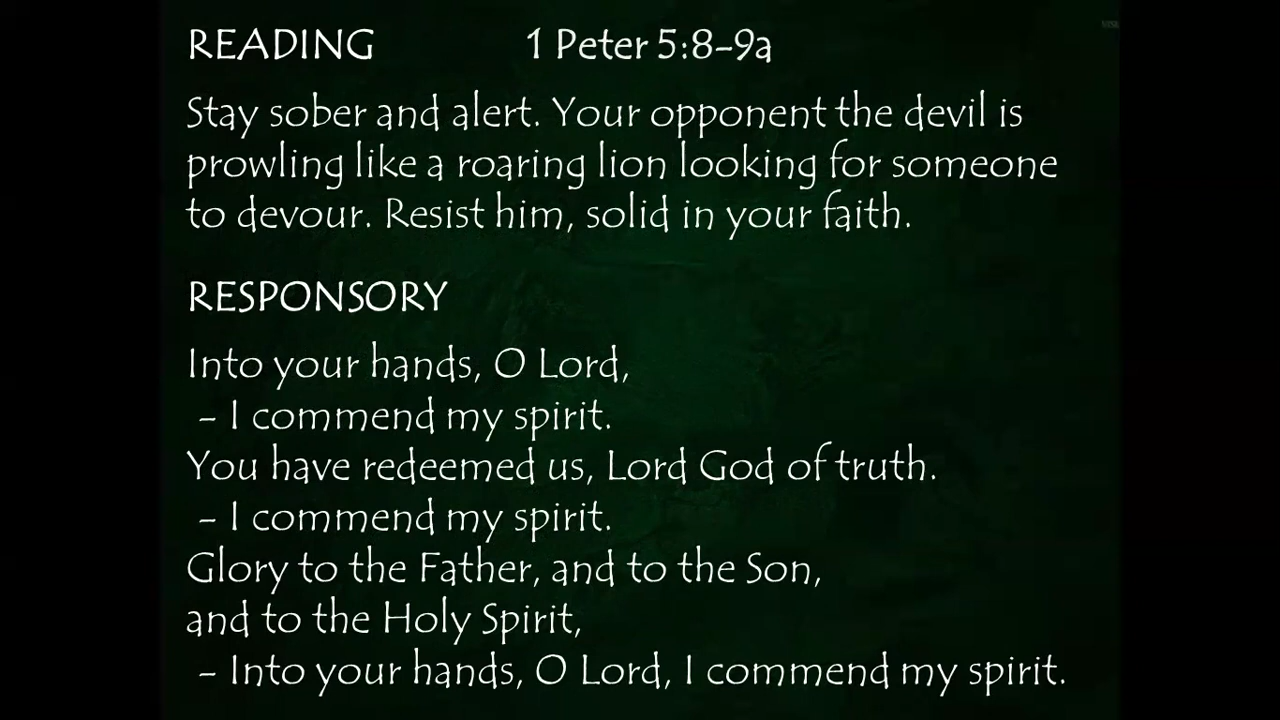 READING 1 Peter 5:8-9a
Stay sober and alert. Your opponent the devil is
prowling like a roaring lion looking for someone
to devour. Resist him, solid in your faith.
RESPONSORY
Into your hands, O Lord,
- I commend my spirit.
You have redeemed us, Lord God of truth.
- I commend my spirit.
Glory to the Father, and to the Son,
and to the Holy Spirit,
- Into your hands, O Lord, I commend my spirit.